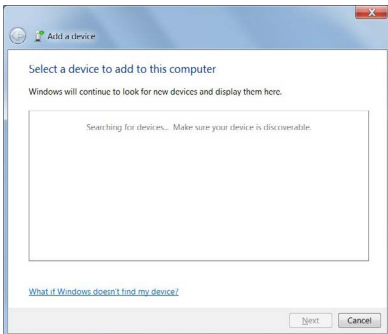 Add a device
Select a device to add to this computer
Windows will continue to look for new devices and display them here.
Searching for devices... Make sure your device is discoverable.
What if Windows doesn't find my device?
Next Cancel